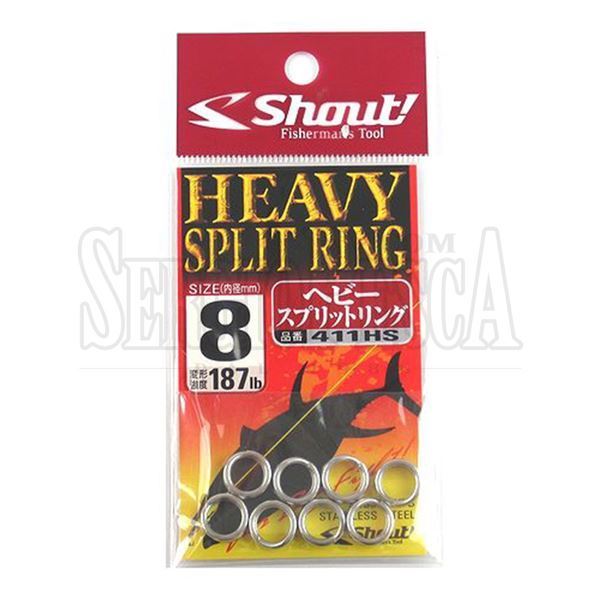 Shout!
Fisherman's Tool
HEAVY
SPLIT RING
SIZE(内径mm)
8
変形
強度 187lb
ヘビー
スプリットリング
品番 411HS
STAINLESS STEEL
Shout!